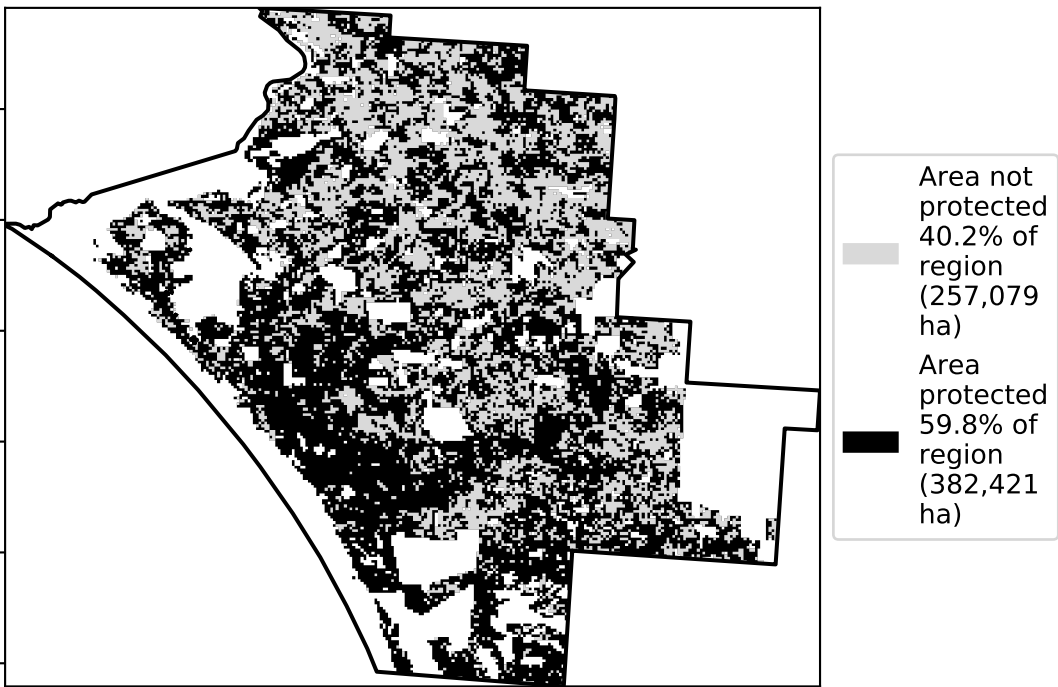 Area not
protected
40.2% of
region
(257,079
ha)
Area
protected
59.8% of
region
(382,421
ha)